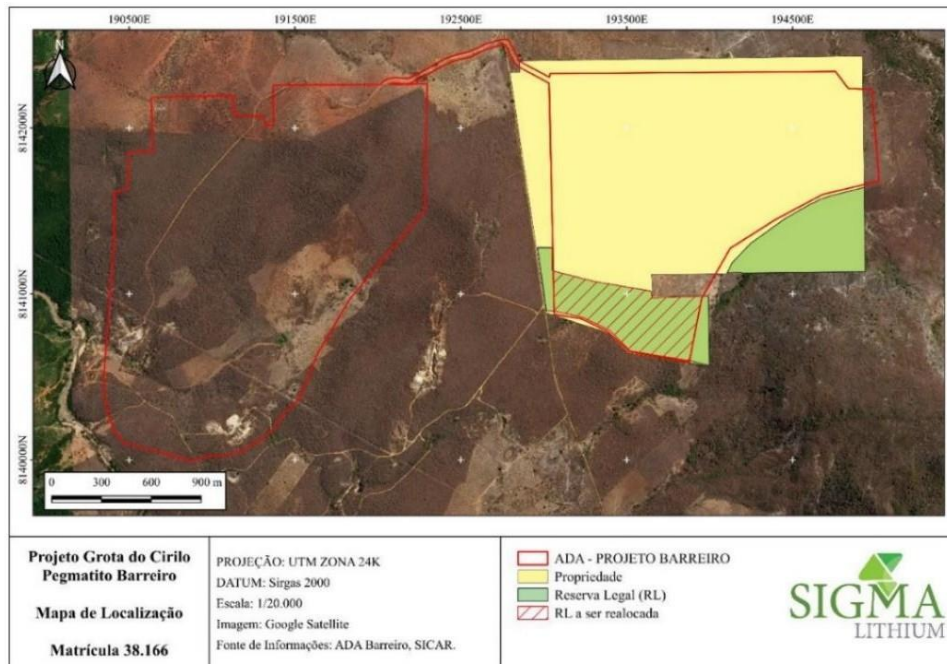 190500E 191500E 192500E 193500E 194500E
N
8142000N
8141000N
8140000N
0 300 600 900 m
Projeto Grota do Cirilo
Pegmatito Barreiro
Mapa de Localização
Matrícula 38.166
PROJEÇÃO: UTM ZONA 24K
DATUM: Sirgas 2000
Escala: 1/20.000
Imagem: Google Satellite
Fonte de Informações: ADA Barreiro, SICAR.
ADA - PROJETO BARREIRO
Propriedade
Reserva Legal (RL)
RL a ser realocada
SIGMA
LITHIUM